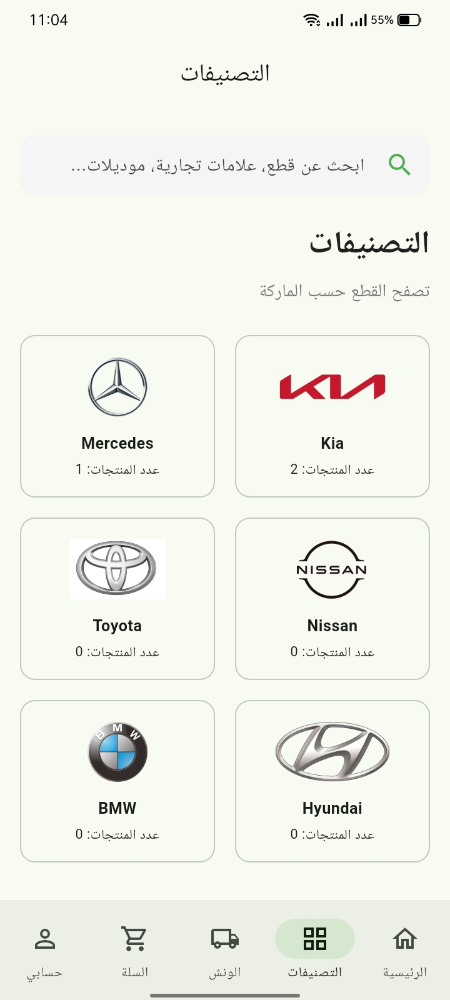 11:04
55%
التصنيفات
ابحث عن قطع، علامات تجارية، موديلات...
التصنيفات
تصفح القطع حسب الماركة
KIA
Kia
عدد المنتجات: 2
Mercedes
عدد المنتجات: 1
NISSAN
Nissan
عدد المنتجات: 0
Toyota
عدد المنتجات: 0
Hyundai
عدد المنتجات: 0
BMW
BMW
عدد المنتجات: 0
الرئيسية
التصنيفات
الونش
السلة
حسابي